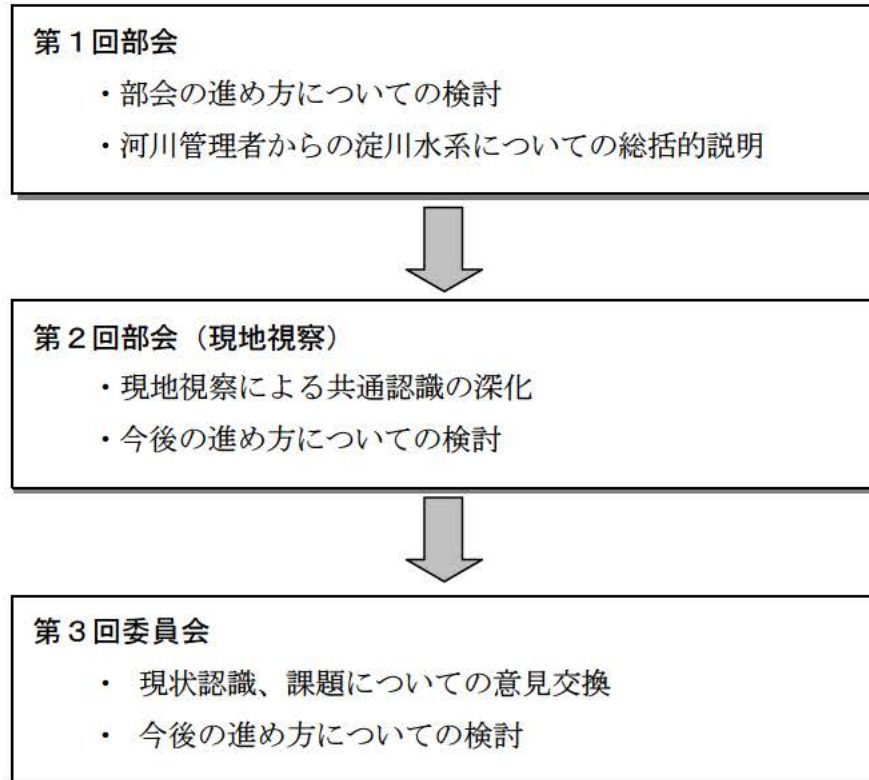 第１回部会
・部会の進め方についての検討
・河川管理者からの淀川水系についての総括的説明
第２回部会（現地視察）
・現地視察による共通認識の深化
・今後の進め方についての検討
第３回委員会
・ 現状認識、課題についての意見交換
・ 今後の進め方についての検討